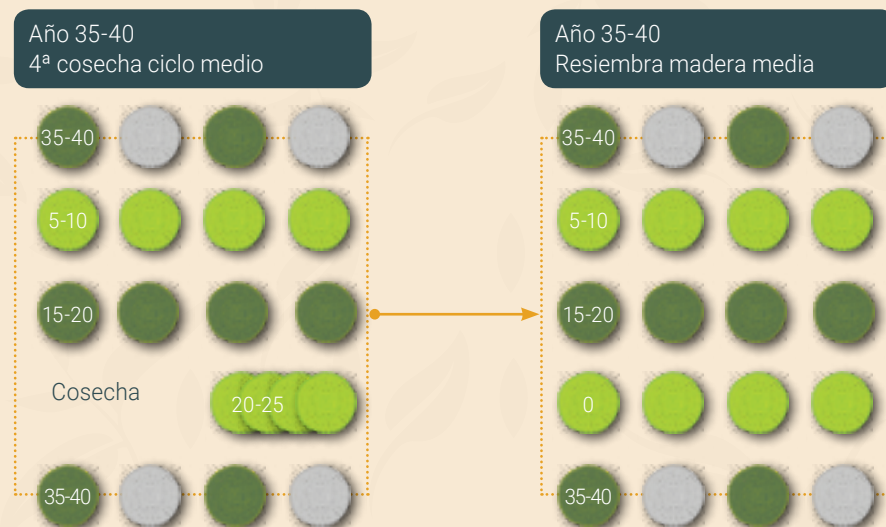 Año 35-40
4ª cosecha ciclo medio
35-40
5-10
15-20
Cosecha
20-25
35-40
Año 35-40
Resiembra madera media
35-40
5-10
15-20
0
35-40